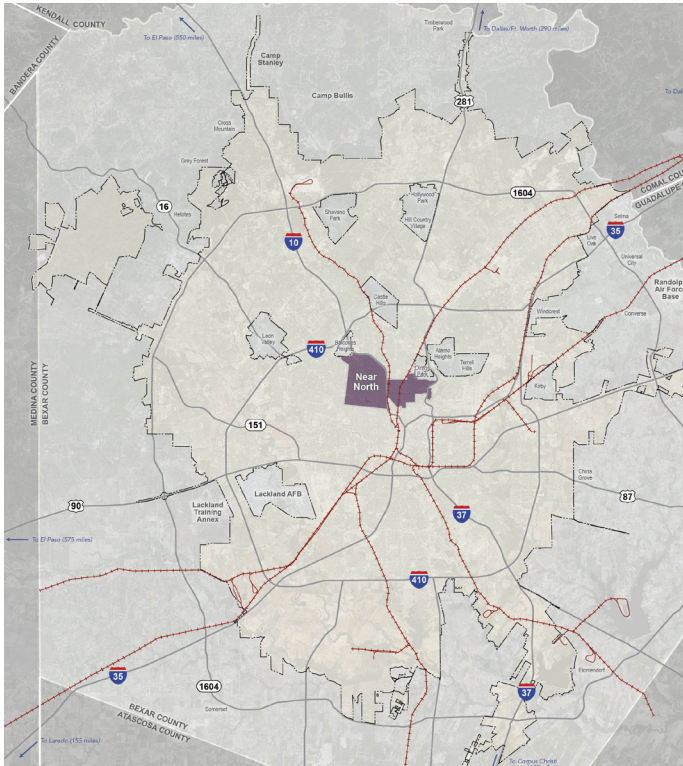 KENDALL COUNTY
BANDERA COUNTY
To El Paso (550 miles)
Timberwood
Park
To Dallas/Ft. Worth (290 miles)
Camp
Stanley
Camp Bullis
281
To Dal
Cross
Mountain
Grey Forest
16
Helotes
10
Shavano
Park
Hollywood
Park
Hill Country
Village
1604
COMAL COU
GUADALUPE
Selma
35
Live
Oak
Universal
City
Randolp
Air Forc
Base
Castle
Hills
Windcrest
Converse
Leon
Valley
410
Balcones
Heights
Alamo
Heights
Terrell
Hills
Olmos
Park
Near
North
Kirby
MEDINA COUNTY
BEXAR COUNTY
151
China
Grove
90
Lackland
Training
Annex
Lackland AFB
87
37
To El Paso (575 miles)
410
35
1604
Somerset
Elmendorf
37
BEXAR COUNTY
ATASCOSA COUNTY
To Laredo (155 miles)
To Corpus Christi